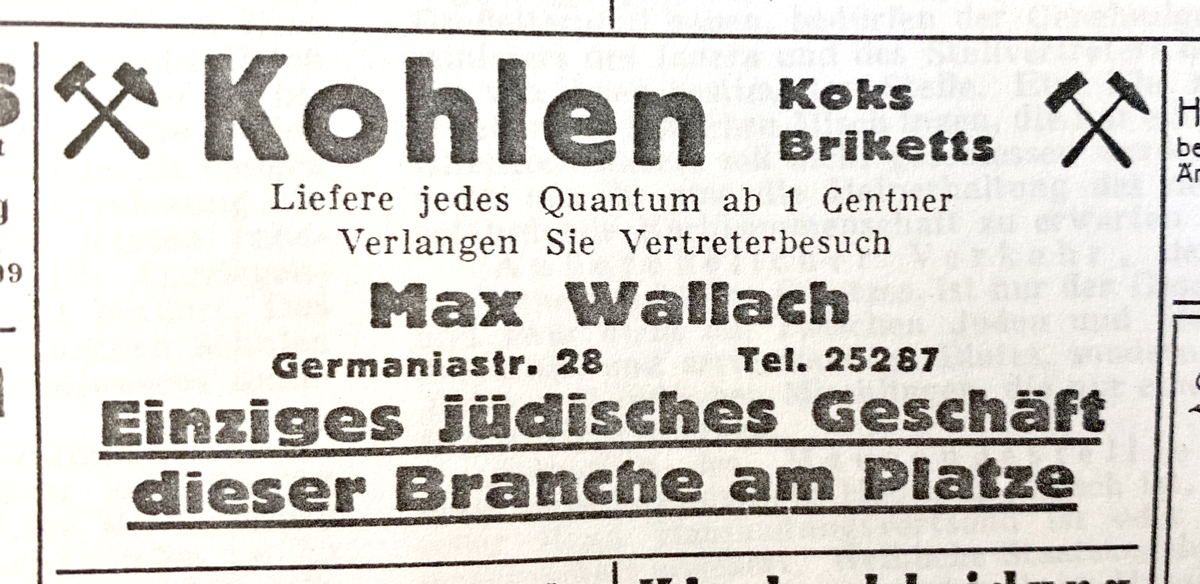 Kohlen Koks
Briketts
Liefere jedes Quantum ab 1 Centner
Verlangen Sie Vertreterbesuch
Max Wallach
Germaniastr. 28 Tel. 25287
Einziges jüdisches Geschäft
dieser Branche am Platze